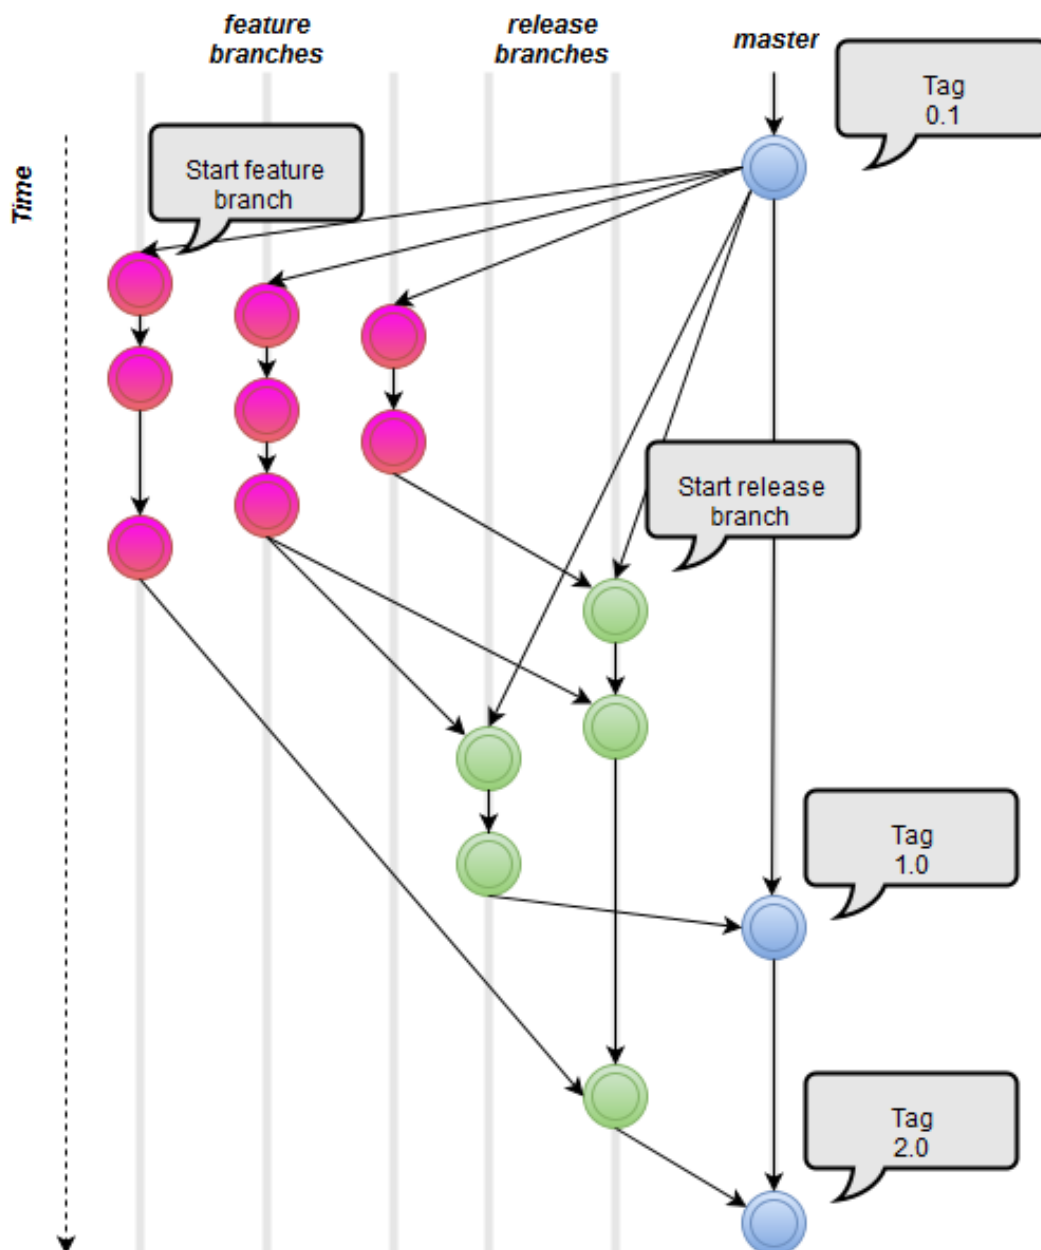 feature
branches
release
branches
master
Tag
0.1
Time
Start feature
branch
Start release
branch
Tag
1.0
Tag
2.0